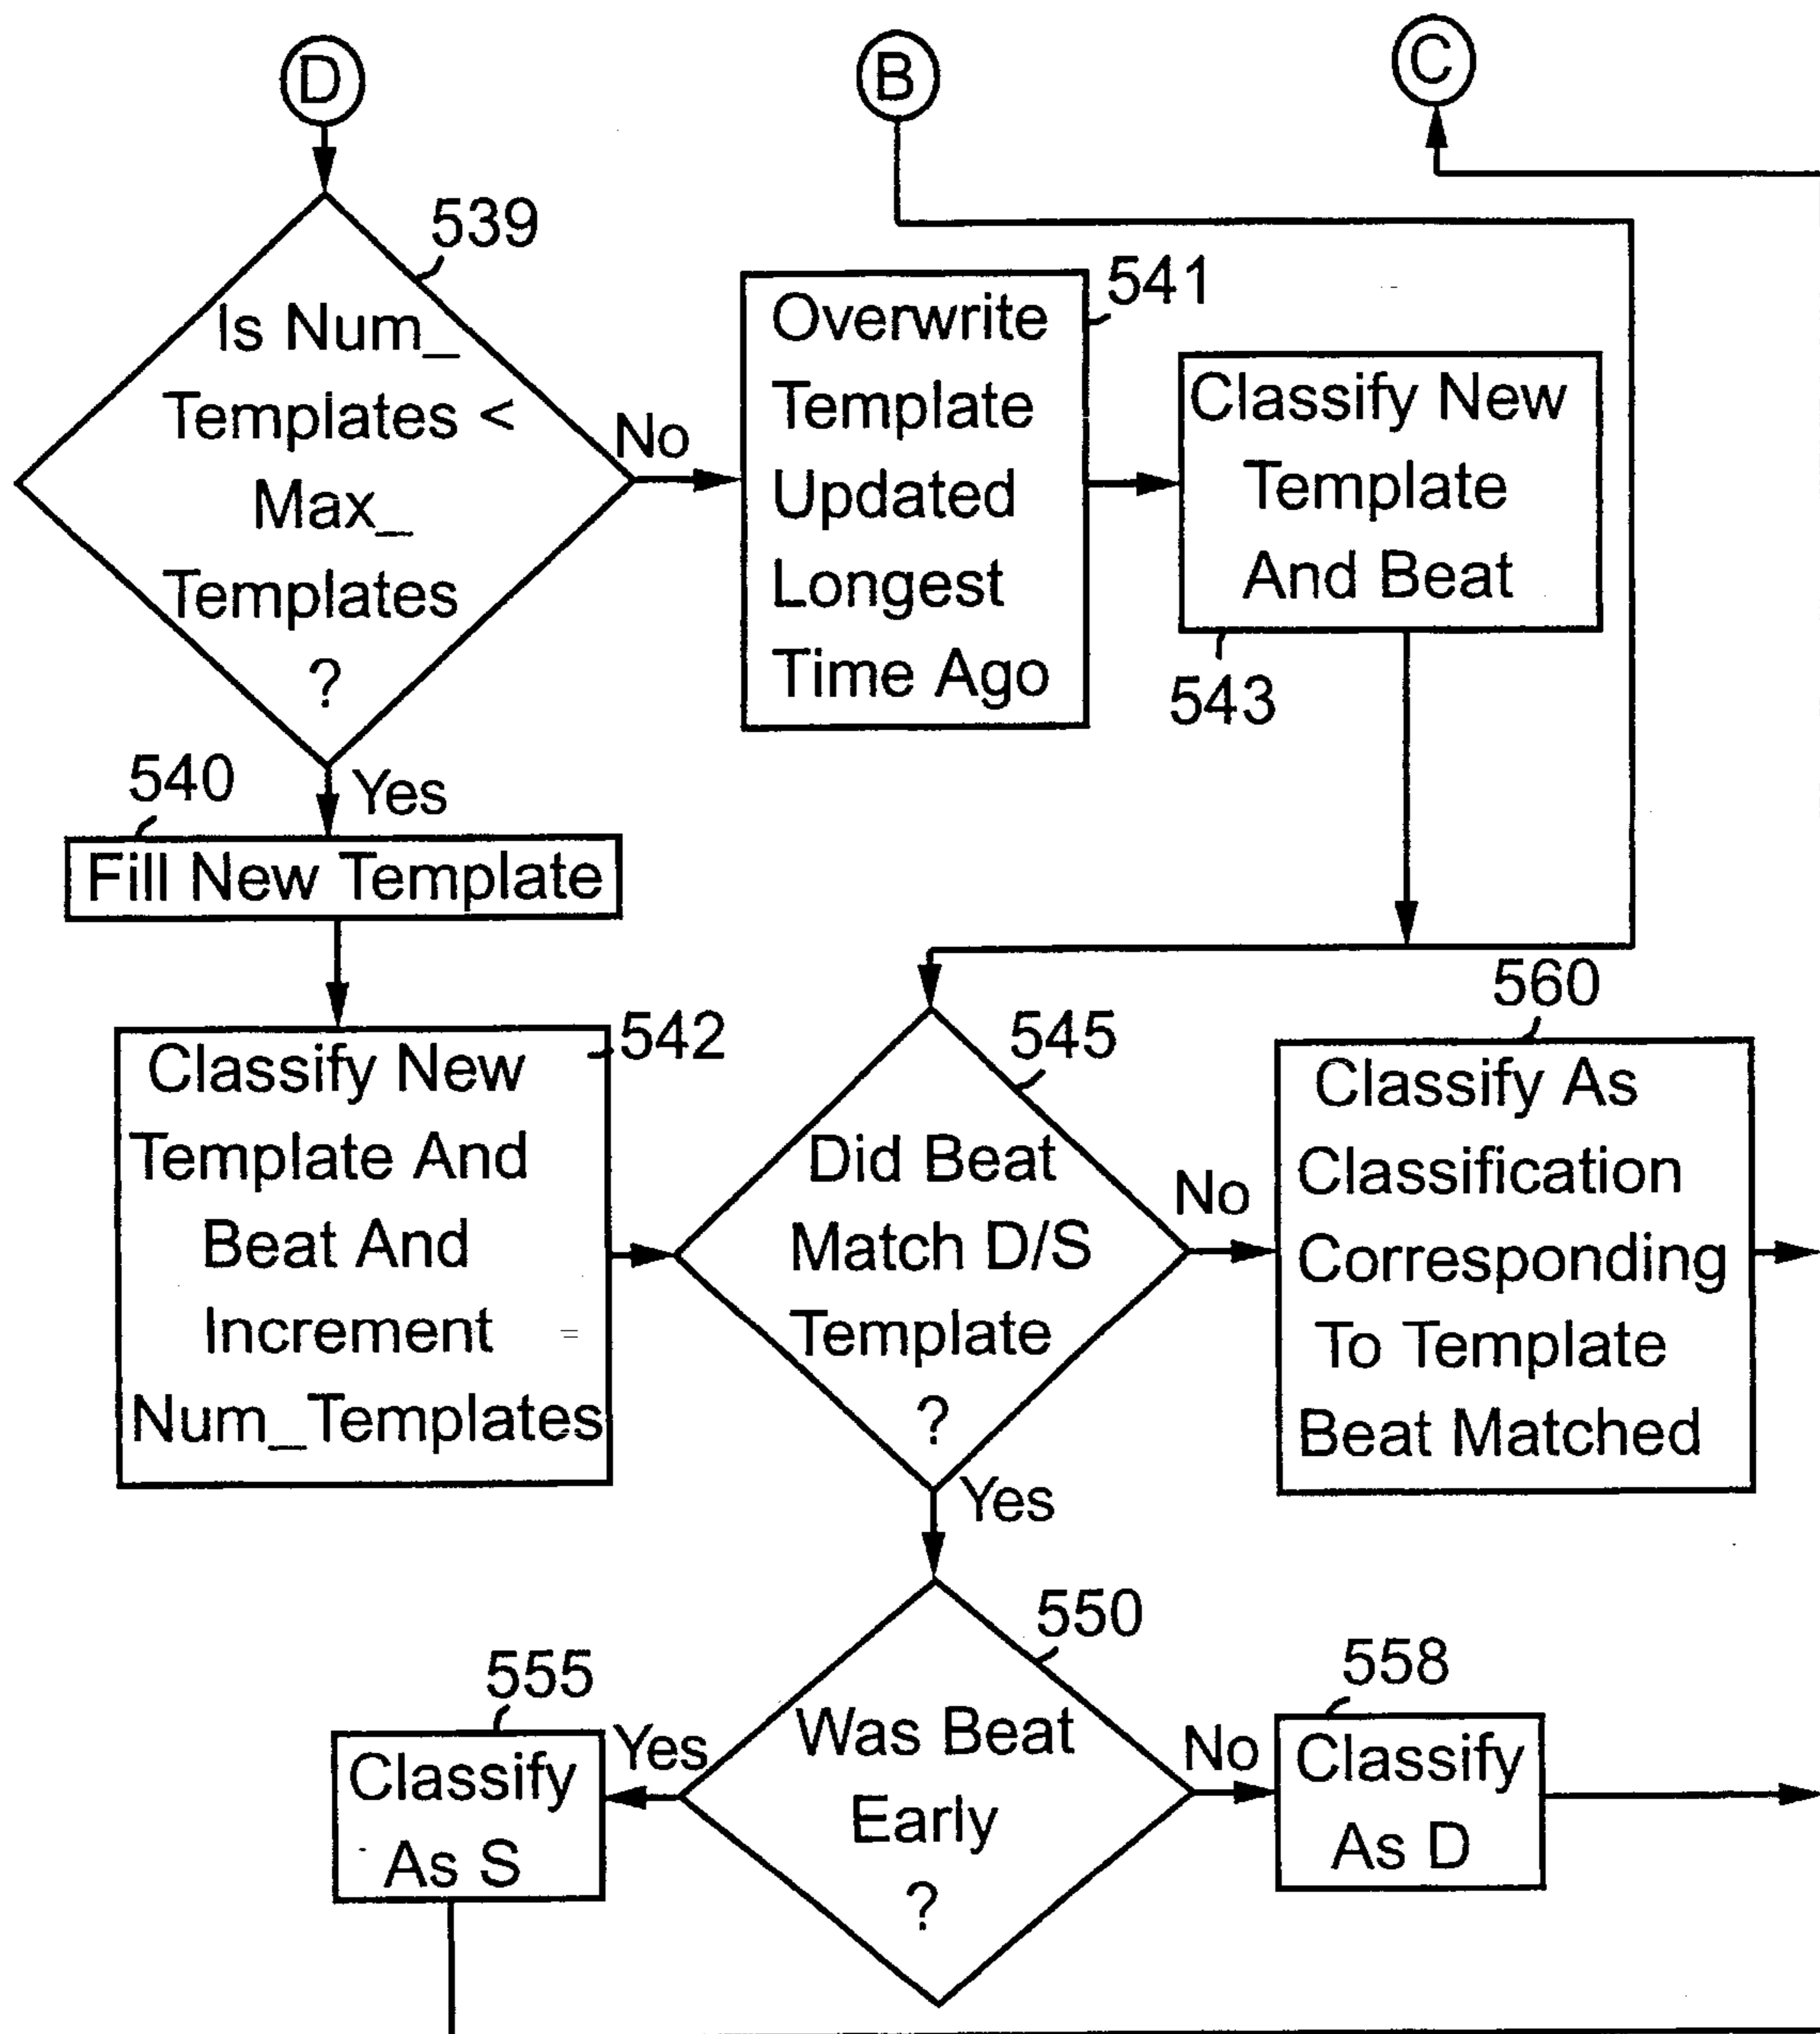 D
B
C
539
Is Num_
Templates <
Max_
Templates
?
No
Yes
541
Overwrite
Template
Updated
Longest
Time Ago
Classify New
Template
And Beat
543
540
Fill New Template
542
Classify New
Template And
Beat And
Increment
Num_Templates
545
Did Beat
Match D/S
Template
?
No
Yes
560
Classify As
Classification
Corresponding
To Template
Beat Matched
550
Was Beat
Early
?
Yes
No
555
Classify
As S
558
Classify
As D